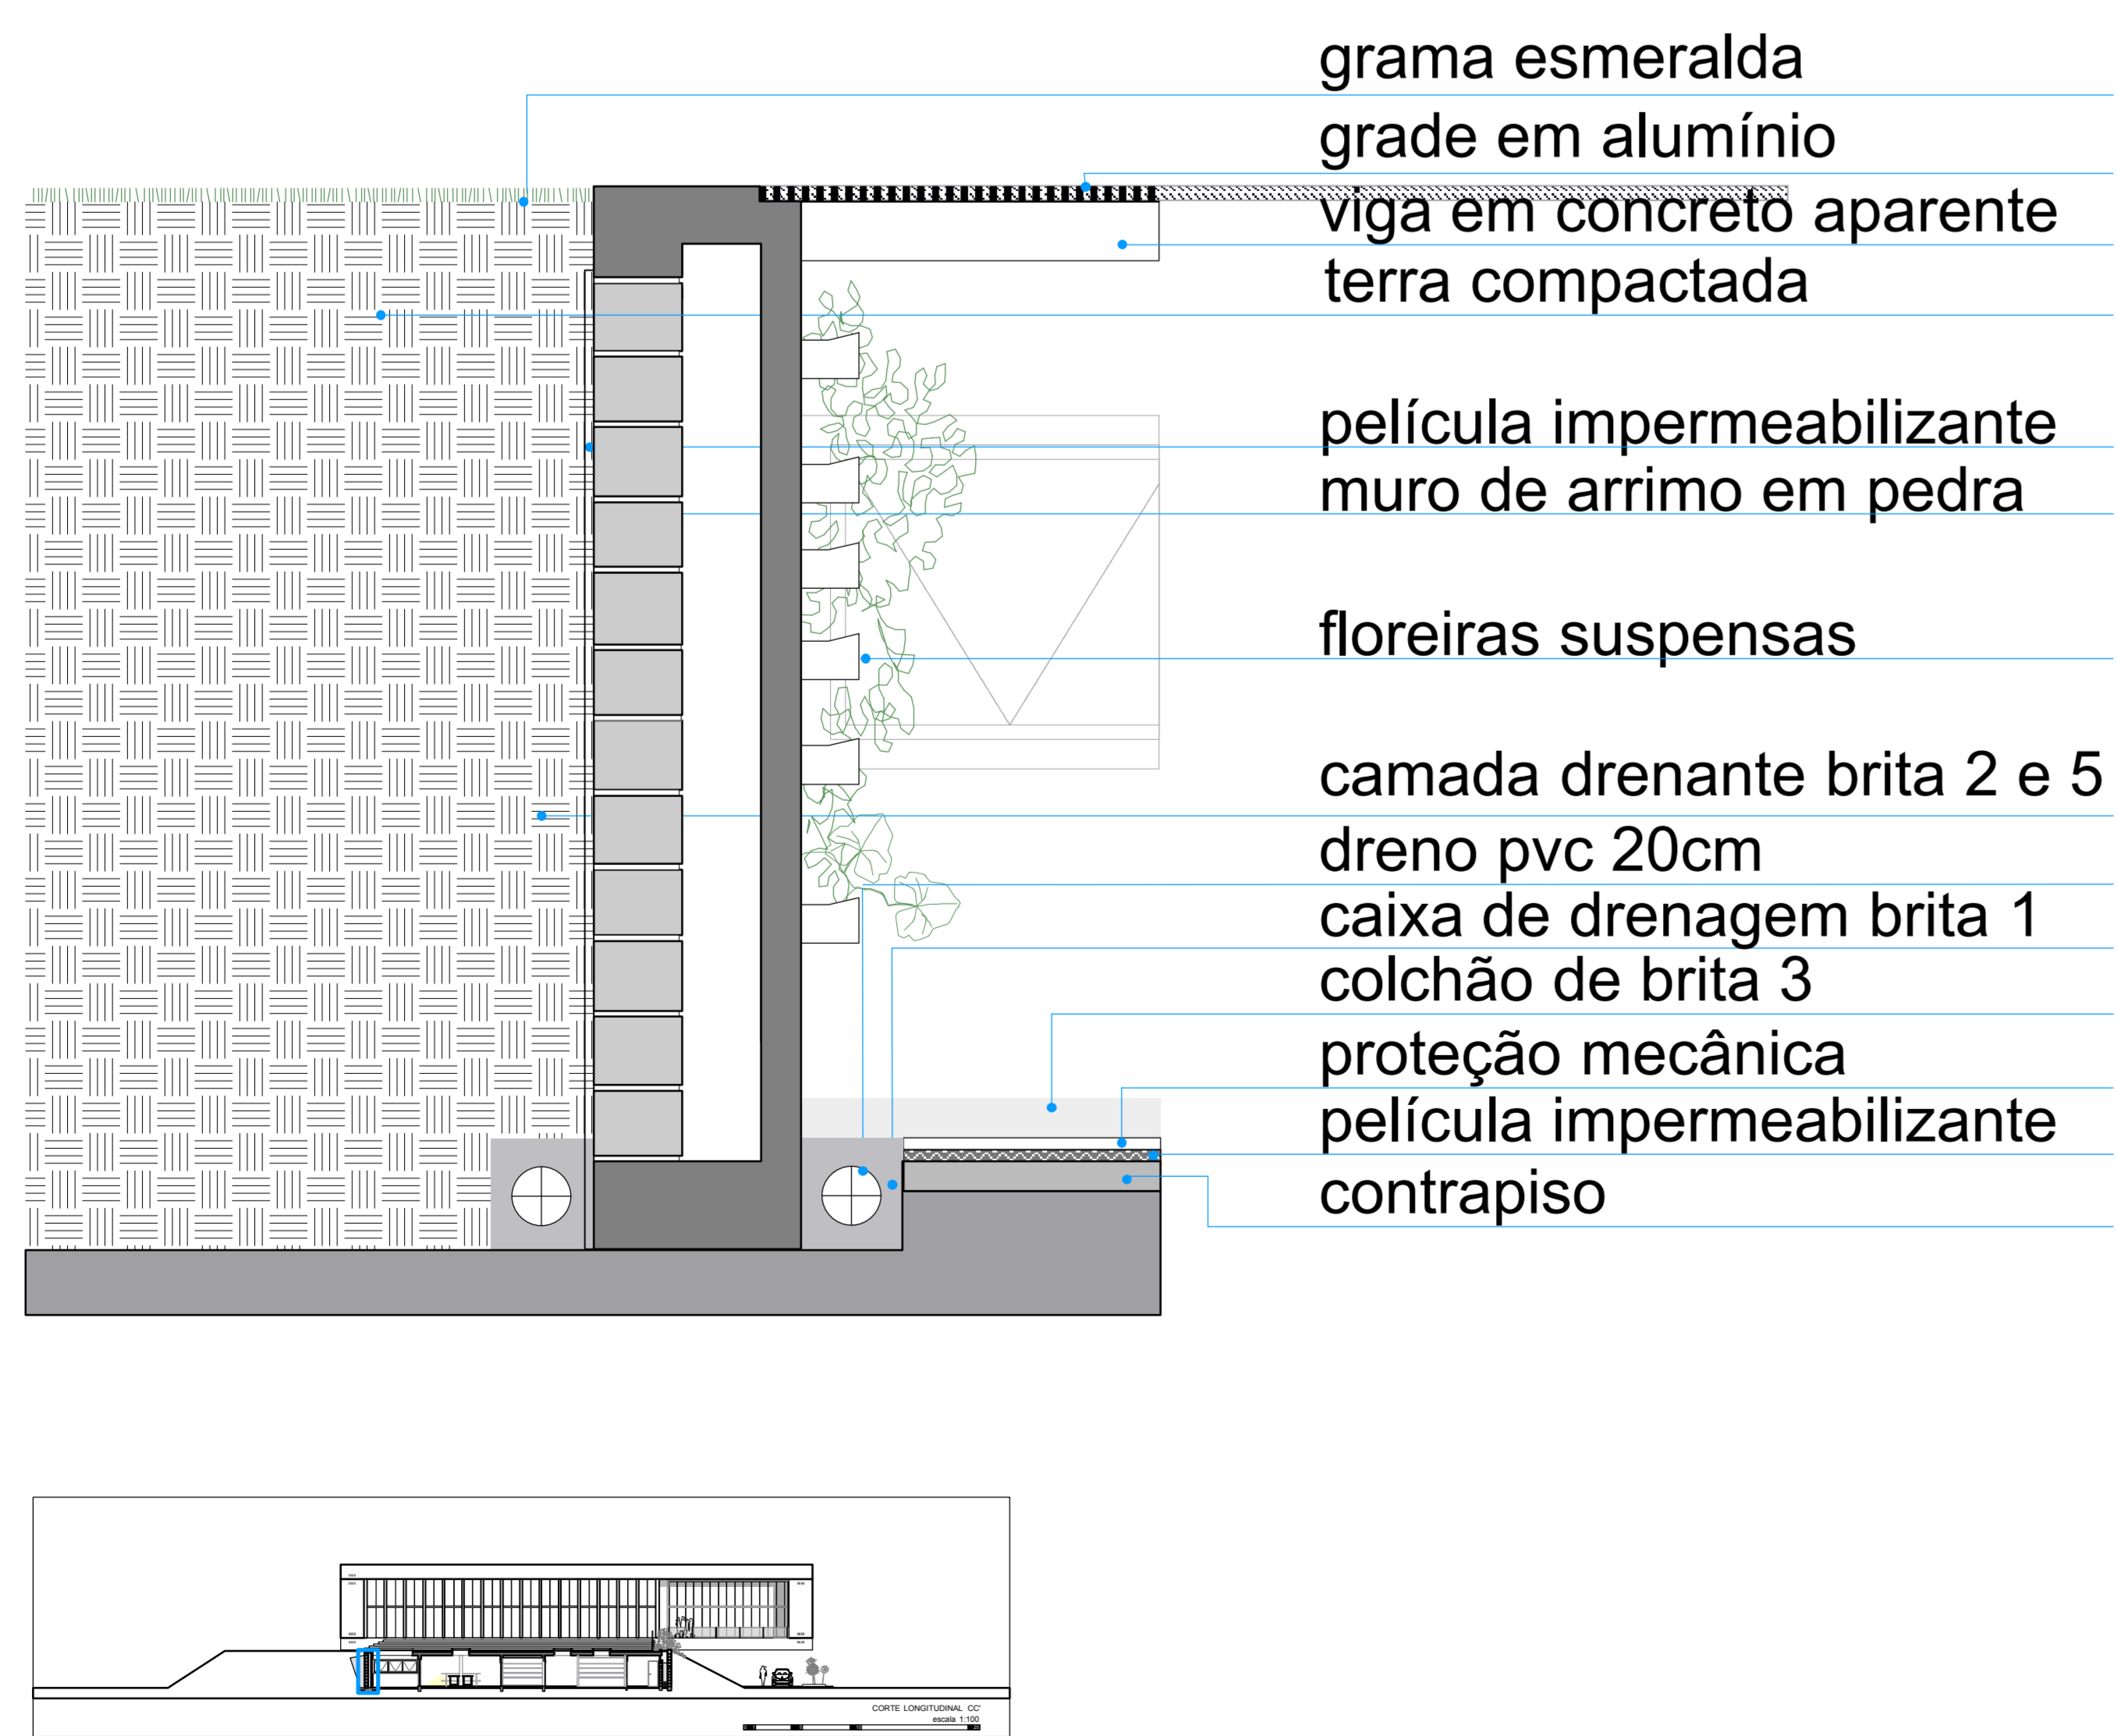 grama esmeralda
grade em alumínio
viga em concreto aparente
terra compactada
película impermeabilizante
muro de arrimo em pedra
floreiras suspensas
camada drenante brita 2 e 5
dreno pvc 20cm
caixa de drenagem brita 1
colchão de brita 3
proteção mecânica
película impermeabilizante
contrapiso
CORTE LONGITUDINAL CC'
escala 1:100